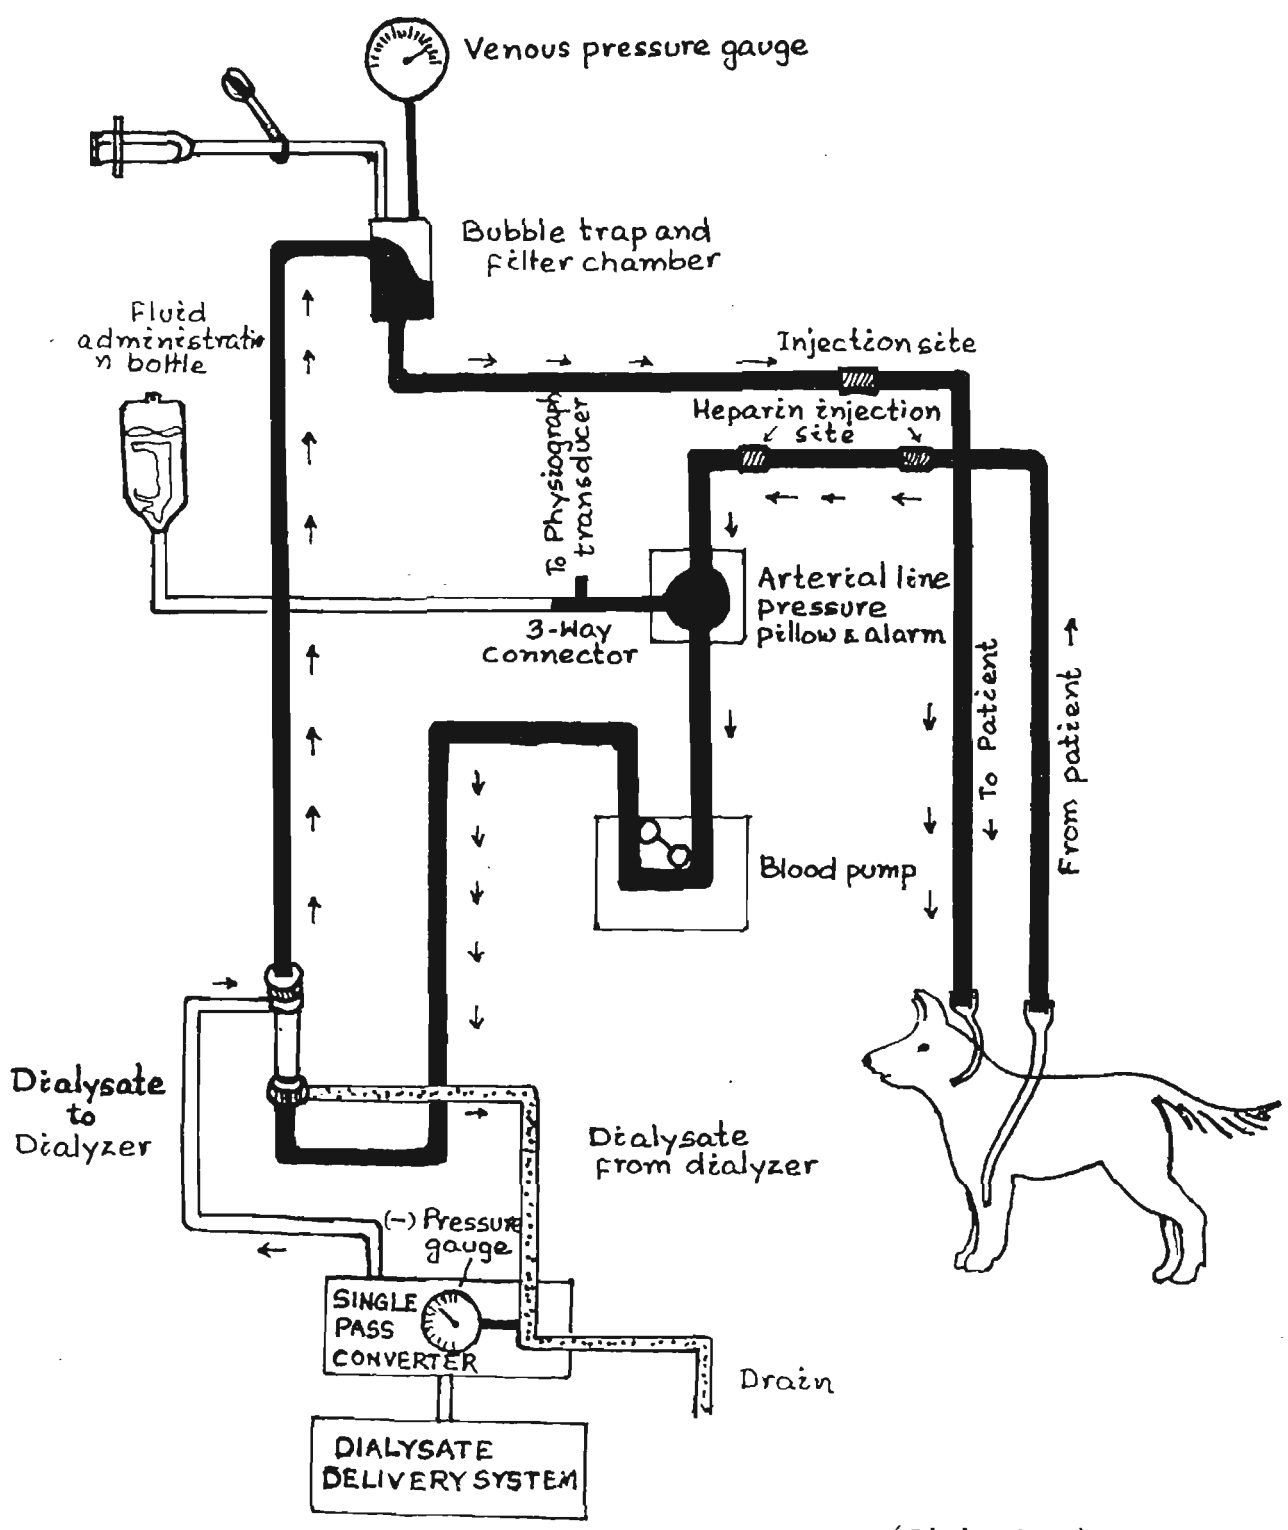 Venous pressure gauge
Bubble trap and
filter chamber
Fluid
administratio
n bottle
Injection site
Heparin injection
site
To Physiograph
transducer
Arterial line
pressure
pillow & alarm
3-Way
connector
← To Patient
From patient →
Blood pump
Dialysate
to
Dialyzer
Dialysate
from dialyzer
(-) Pressure
gauge
SINGLE
PASS
CONVERTER
Drain
DIALYSATE
DELIVERY SYSTEM